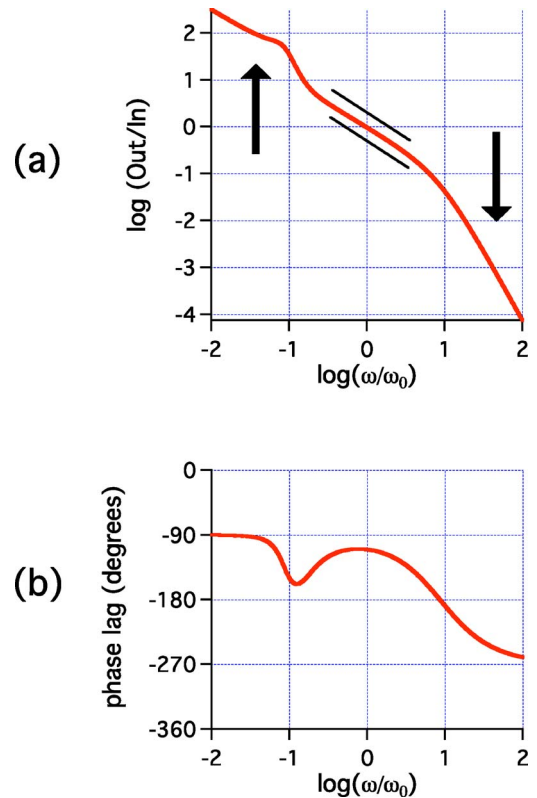 (a)
log (Out/In)
2
1
0
-1
-2
-3
-4
-2 -1 0 1 2
log(ω/ω₀)
(b)
phase lag (degrees)
0
-90
-180
-270
-360
-2 -1 0 1 2
log(ω/ω₀)